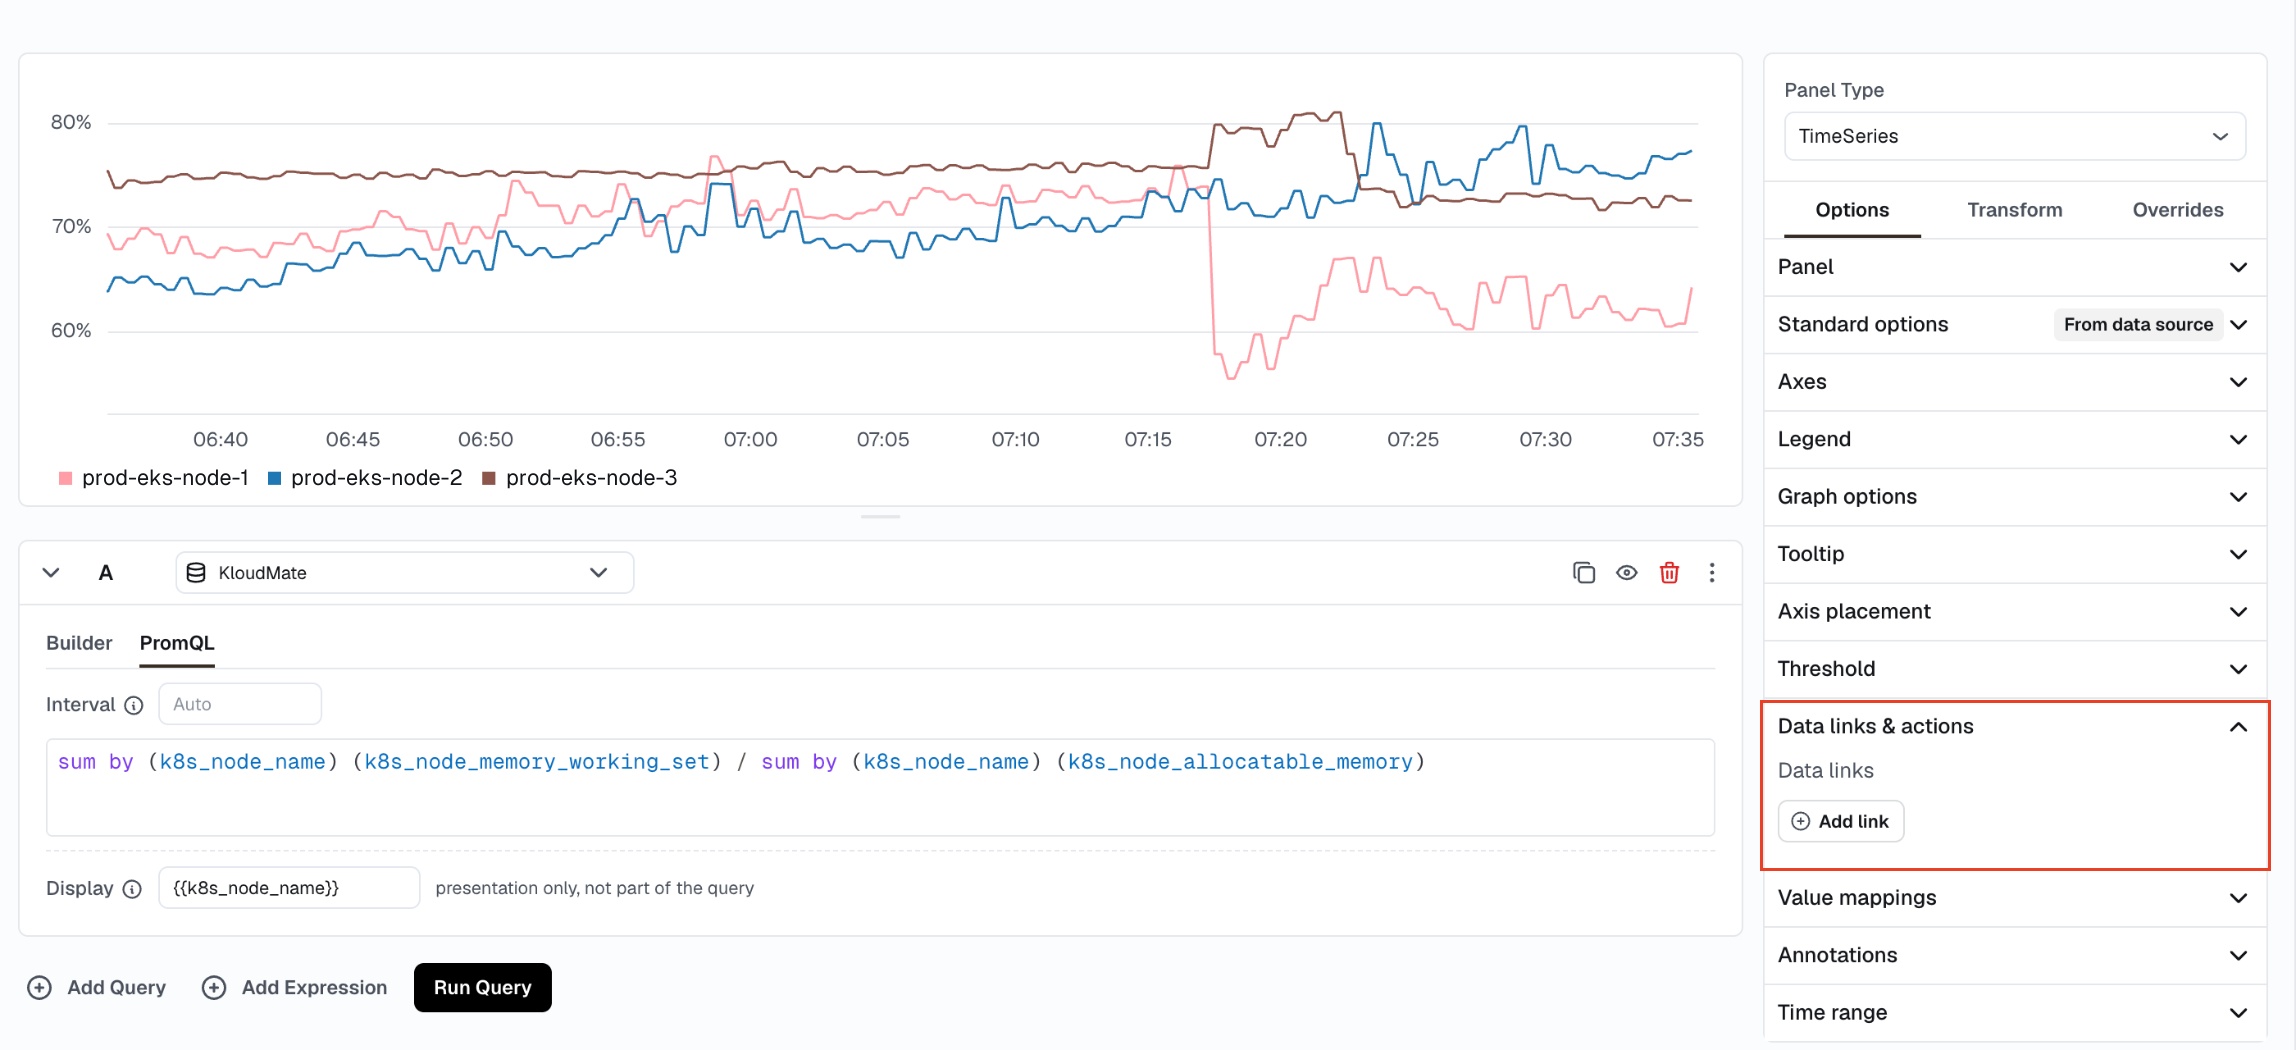 80%
70%
60%
06:40 06:45 06:50 06:55 07:00 07:05 07:10 07:15 07:20 07:25 07:30 07:35
prod-eks-node-1 prod-eks-node-2 prod-eks-node-3
A KloudMate
Builder PromQL
Interval Auto
sum by (k8s_node_name) (k8s_node_memory_working_set) / sum by (k8s_node_name) (k8s_node_allocatable_memory)
Display {{k8s_node_name}} presentation only, not part of the query
Add Query Add Expression Run Query
Panel Type
TimeSeries
Options Transform Overrides
Panel
Standard options From data source
Axes
Legend
Graph options
Tooltip
Axis placement
Threshold
Data links & actions
Data links
Add link
Value mappings
Annotations
Time range